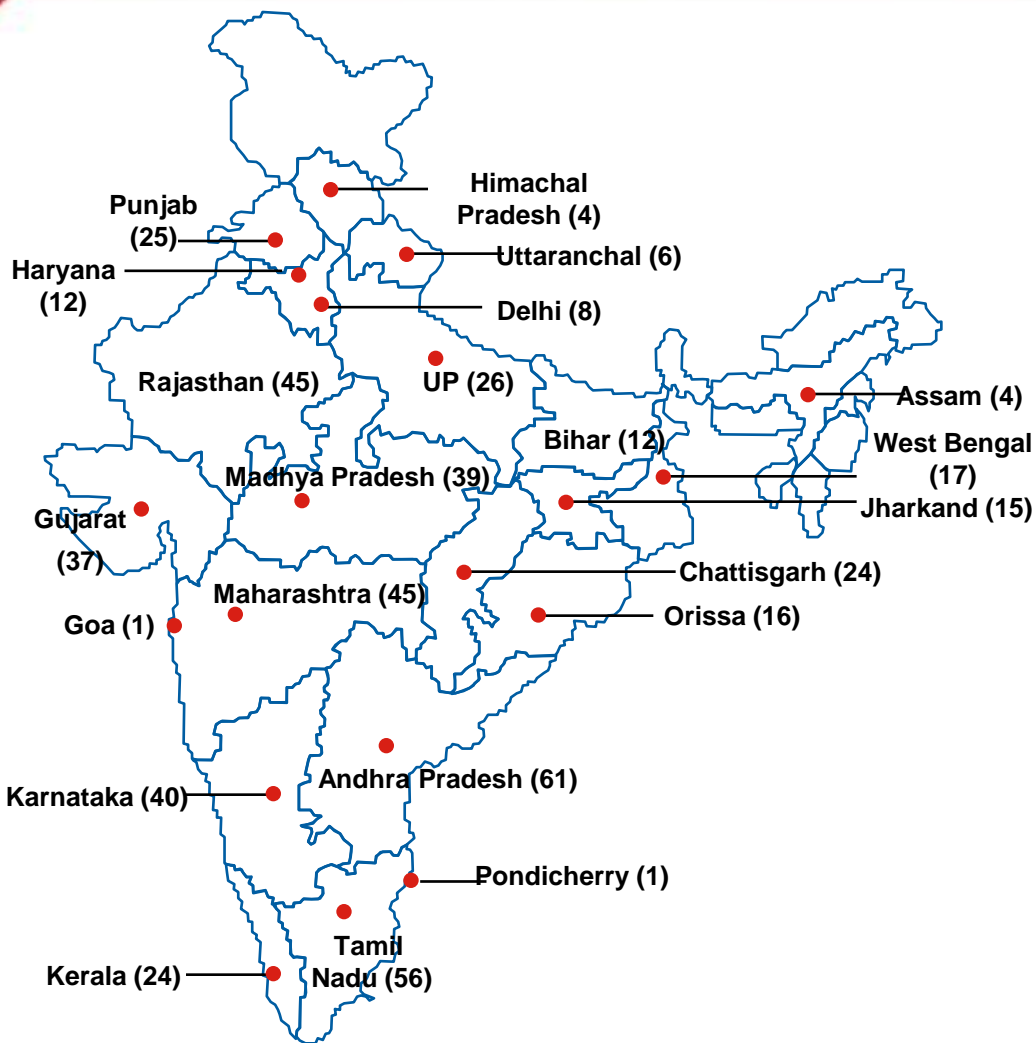 Himachal
Pradesh (4)
Punjab
(25)
Uttaranchal (6)
Haryana
(12)
Delhi (8)
Rajasthan (45)
UP (26)
Assam (4)
Bihar (12)
West Bengal
(17)
Madhya Pradesh (39)
Jharkand (15)
Gujarat
(37)
Chattisgarh (24)
Maharashtra (45)
Orissa (16)
Goa (1)
Andhra Pradesh (61)
Karnataka (40)
Pondicherry (1)
Tamil
Nadu (56)
Kerala (24)